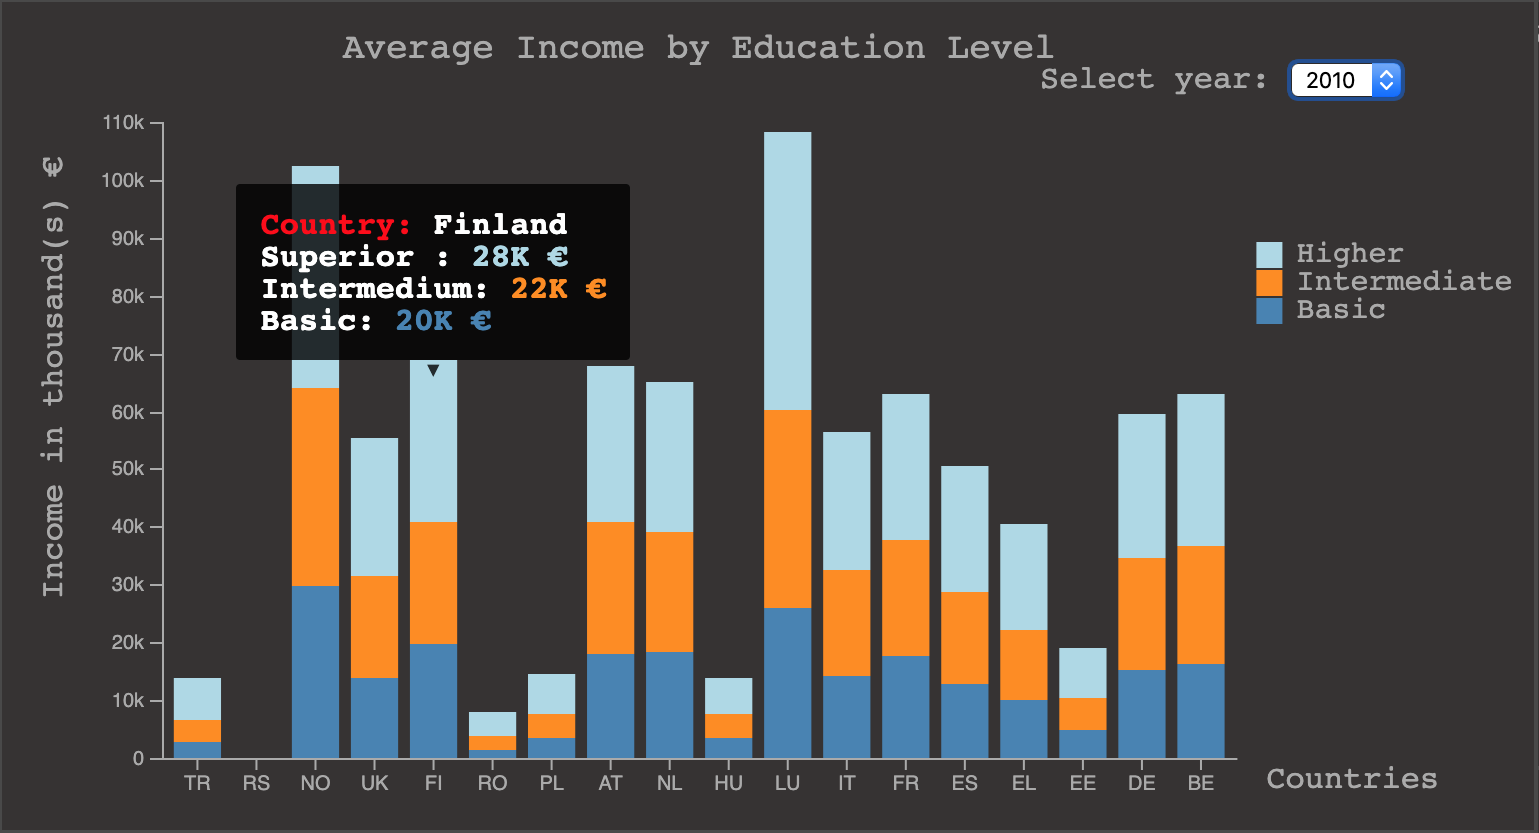 Average Income by Education Level
Select year: 2010
110k
100k
90k
80k
70k
60k
50k
40k
30k
20k
10k
0
Income in thousand(s) €
Country: Finland
Superior : 28K €
Intermedium: 22K €
Basic: 20K €
Higher
Intermediate
Basic
TR RS NO UK FI RO PL AT NL HU LU IT FR ES EL EE DE BE
Countries